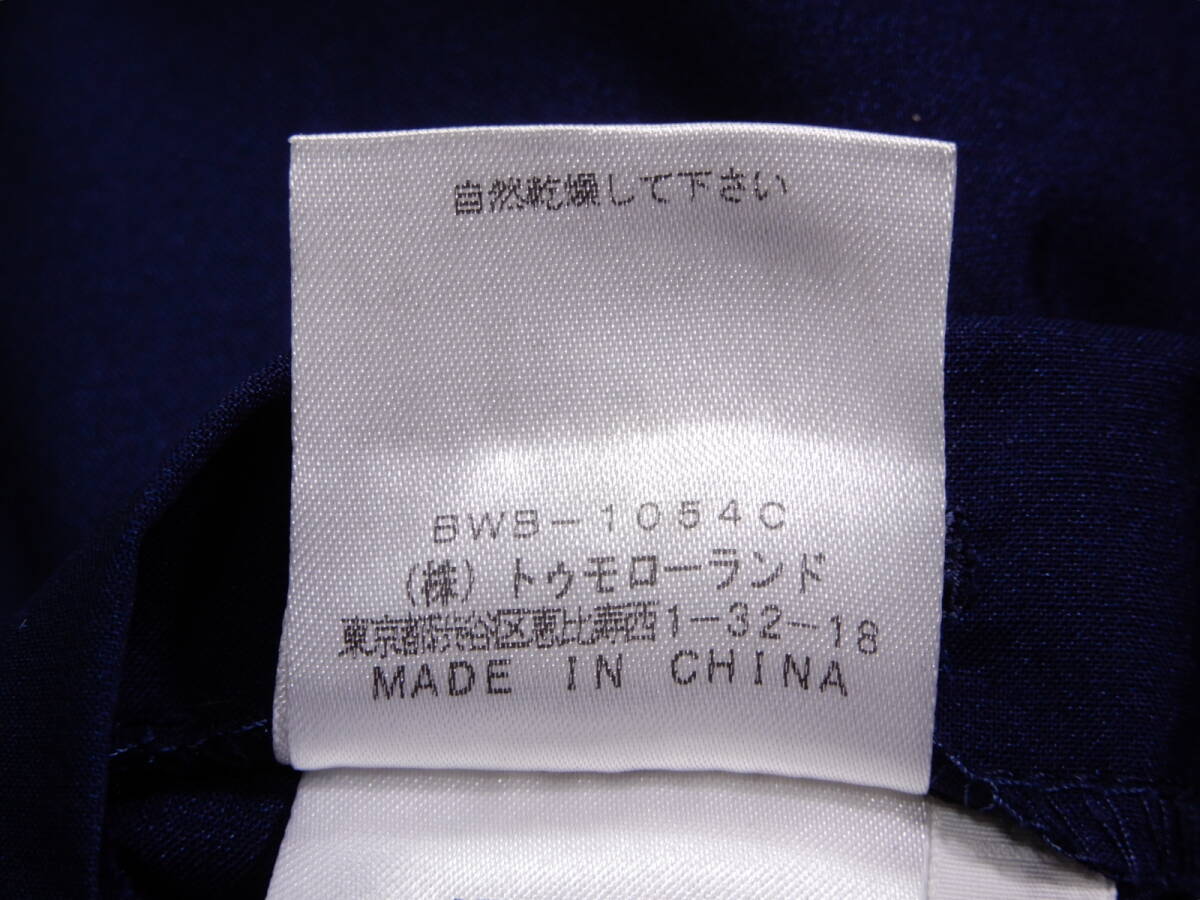 自然乾燥して下さい
BWB-1054C
(株)トゥモローランド
東京都渋谷区恵比寿西1-32-18
MADE IN CHINA